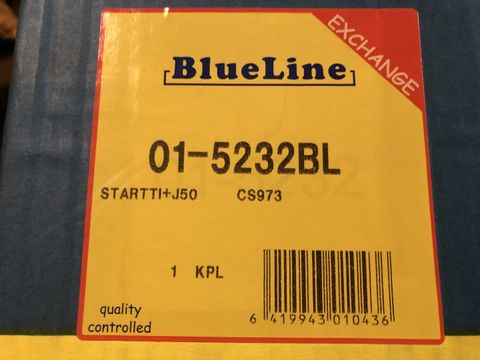 EXCHANGE
BlueLine
01-5232BL
STARTTI+J50 CS973
1 KPL
6 419943 010436
quality
controlled